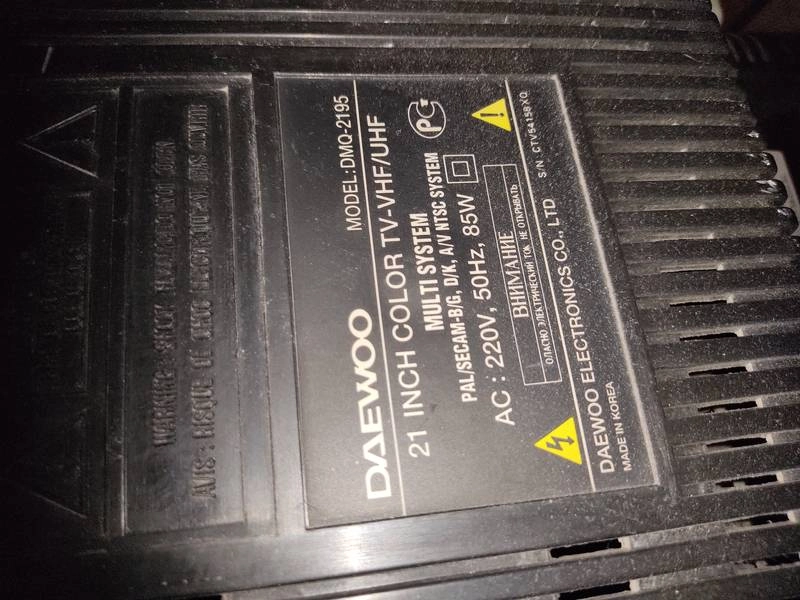 DAEWOO
MODEL:DMQ-2195
21 INCH COLOR TV-VHF/UHF
MULTI SYSTEM
PAL/SECAM-B/G, D/K, A/V NTSC SYSTEM
AC : 220V, 50Hz, 85W
ВНИМАНИЕ
ОПАСНО ЭЛЕКТРИЧЕСКИЙ ТОК НЕ ОТКРЫВАТЬ
S/N CTV54158XQ
DAEWOO ELECTRONICS CO., LTD
MADE IN KOREA
WARNING: SHOCK HAZARD-DO NOT OPEN
AVIS: RISQUE DE CHOC ELECTRIQUE-NE PAS OUVRIR